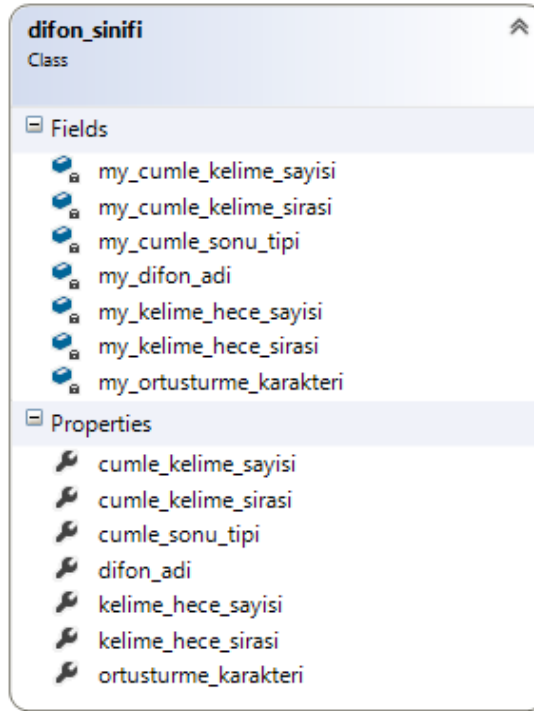 difon_sinifi
Class
Fields
my_cumle_kelime_sayisi
my_cumle_kelime_sirasi
my_cumle_sonu_tipi
my_difon_adi
my_kelime_hece_sayisi
my_kelime_hece_sirasi
my_ortusturme_karakteri
Properties
cumle_kelime_sayisi
cumle_kelime_sirasi
cumle_sonu_tipi
difon_adi
kelime_hece_sayisi
kelime_hece_sirasi
ortusturme_karakteri